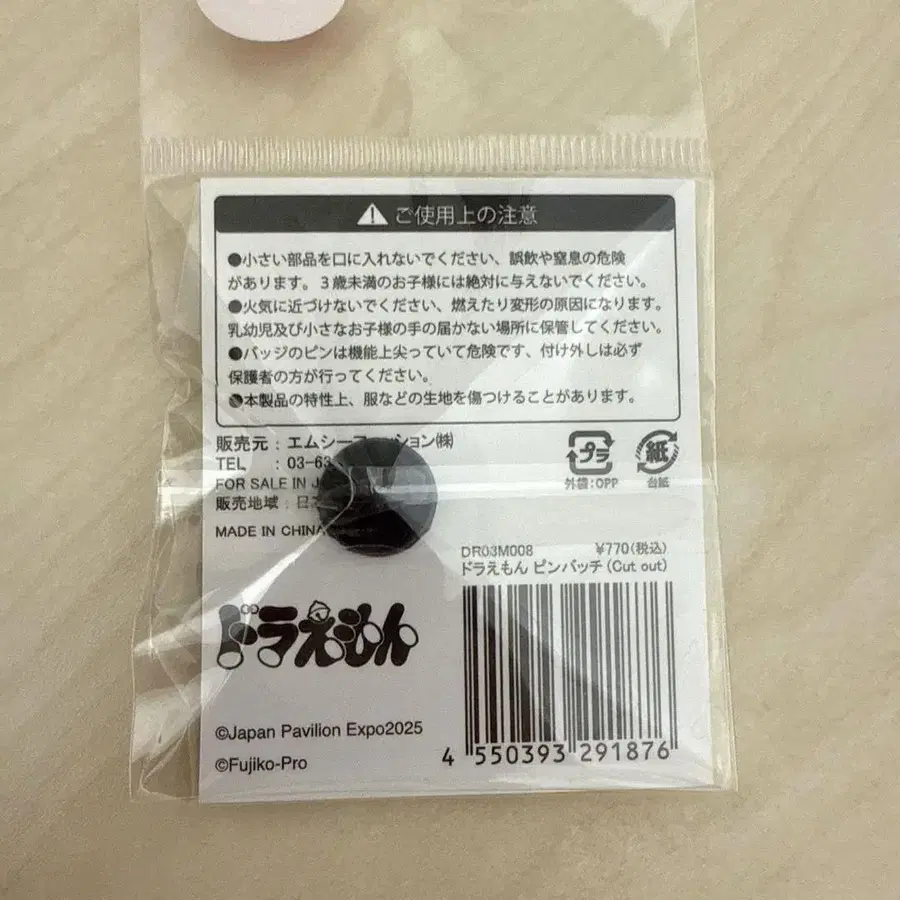 ご使用上の注意
●小さい部品を口に入れないでください、誤飲や窒息の危険
があります。3歳未満のお子様には絶対に与えないでください。
●火気に近づけないでください、燃えたり変形の原因になります。
乳幼児及び小さなお子様の手の届かない場所に保管してください。
●バッジのピンは機能上尖っていて危険です、付け外しは必ず
保護者の方が行ってください。
●本製品の特性上、服などの生地を傷つけることがあります。
販売元:エムシーファッション㈱
TEL : 03-63
FOR SALE IN
販売地域:
MADE IN CHINA
プラ
外袋:OPP
紙
台紙
DR03M008 ¥770(税込)
ドラえもん ピンバッチ (Cut out)
ドラえもん
©Japan Pavilion Expo2025
©Fujiko-Pro
4 550393 291876